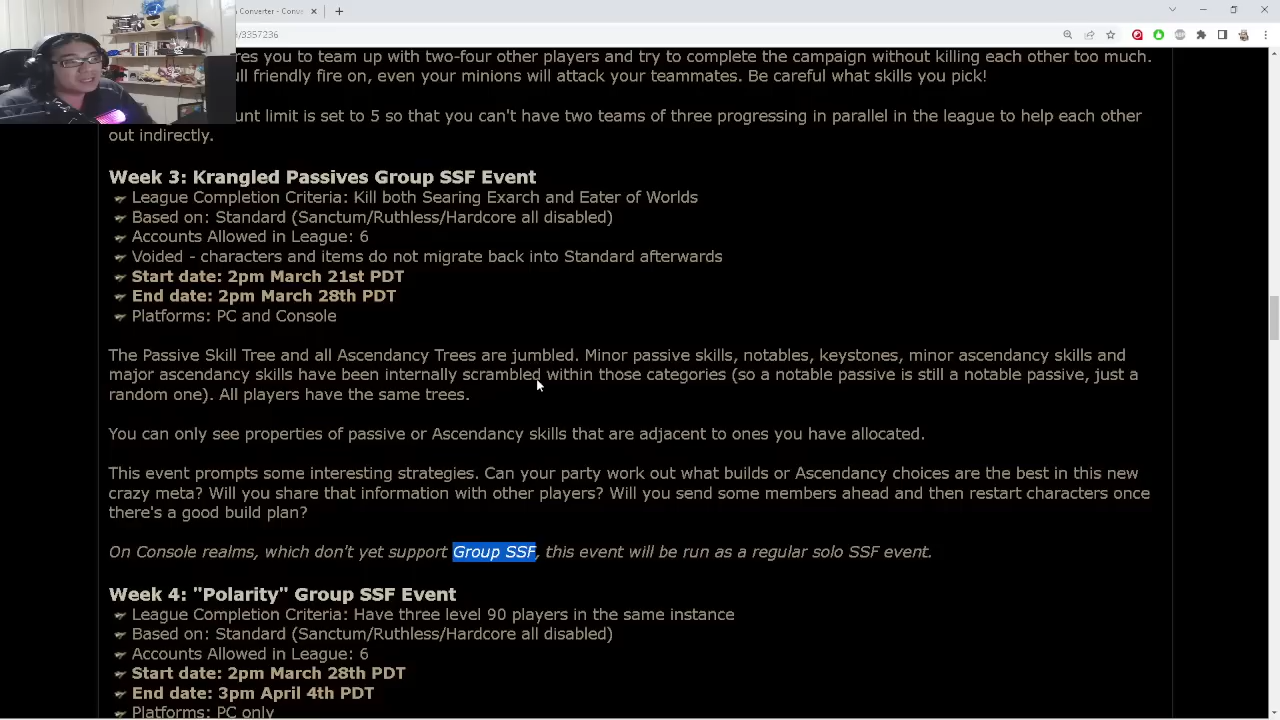 Converter - Conv
/3357236
res you to team up with two-four other players and try to complete the campaign without killing each other too much.
ll friendly fire on, even your minions will attack your teammates. Be careful what skills you pick!
unt limit is set to 5 so that you can't have two teams of three progressing in parallel in the league to help each other
out indirectly.
Week 3: Krangled Passives Group SSF Event
League Completion Criteria: Kill both Searing Exarch and Eater of Worlds
Based on: Standard (Sanctum/Ruthless/Hardcore all disabled)
Accounts Allowed in League: 6
Voided - characters and items do not migrate back into Standard afterwards
Start date: 2pm March 21st PDT
End date: 2pm March 28th PDT
Platforms: PC and Console
The Passive Skill Tree and all Ascendancy Trees are jumbled. Minor passive skills, notables, keystones, minor ascendancy skills and
major ascendancy skills have been internally scrambled within those categories (so a notable passive is still a notable passive, just a
random one). All players have the same trees.
You can only see properties of passive or Ascendancy skills that are adjacent to ones you have allocated.
This event prompts some interesting strategies. Can your party work out what builds or Ascendancy choices are the best in this new
crazy meta? Will you share that information with other players? Will you send some members ahead and then restart characters once
there's a good build plan?
On Console realms, which don't yet support Group SSF, this event will be run as a regular solo SSF event.
Week 4: "Polarity" Group SSF Event
League Completion Criteria: Have three level 90 players in the same instance
Based on: Standard (Sanctum/Ruthless/Hardcore all disabled)
Accounts Allowed in League: 6
Start date: 2pm March 28th PDT
End date: 3pm April 4th PDT
Platforms: PC only